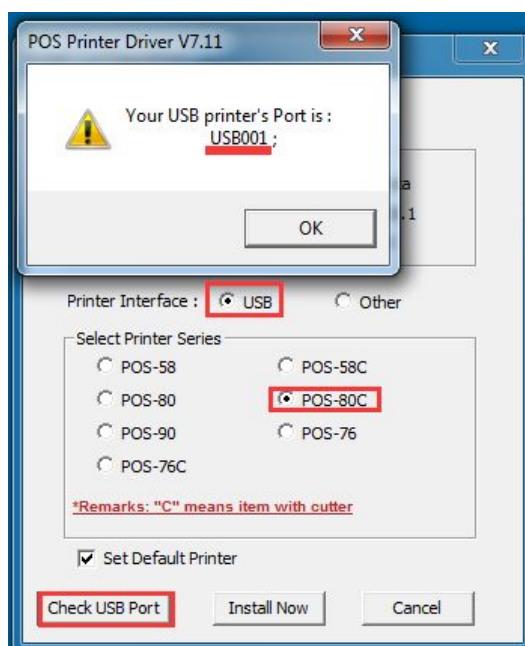 POS Printer Driver V7.11
Your USB printer's Port is :
USB001 ;
OK
a
.1
Printer Interface : USB Other
Select Printer Series
POS-58 POS-58C
POS-80 POS-80C
POS-90 POS-76
POS-76C
*Remarks: "C" means item with cutter
Set Default Printer
Check USB Port Install Now Cancel